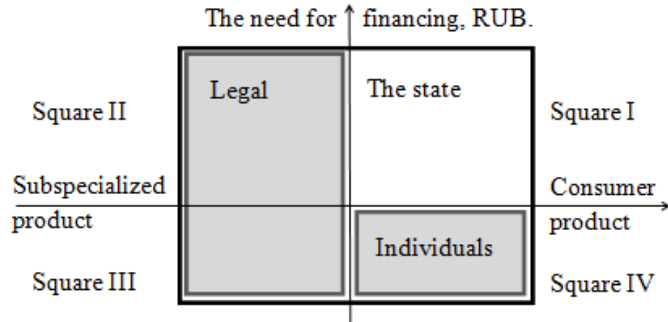 The need for financing, RUB.
Legal
The state
Square II
Square I
Subspecialized
product
Consumer
product
Individuals
Square III
Square IV